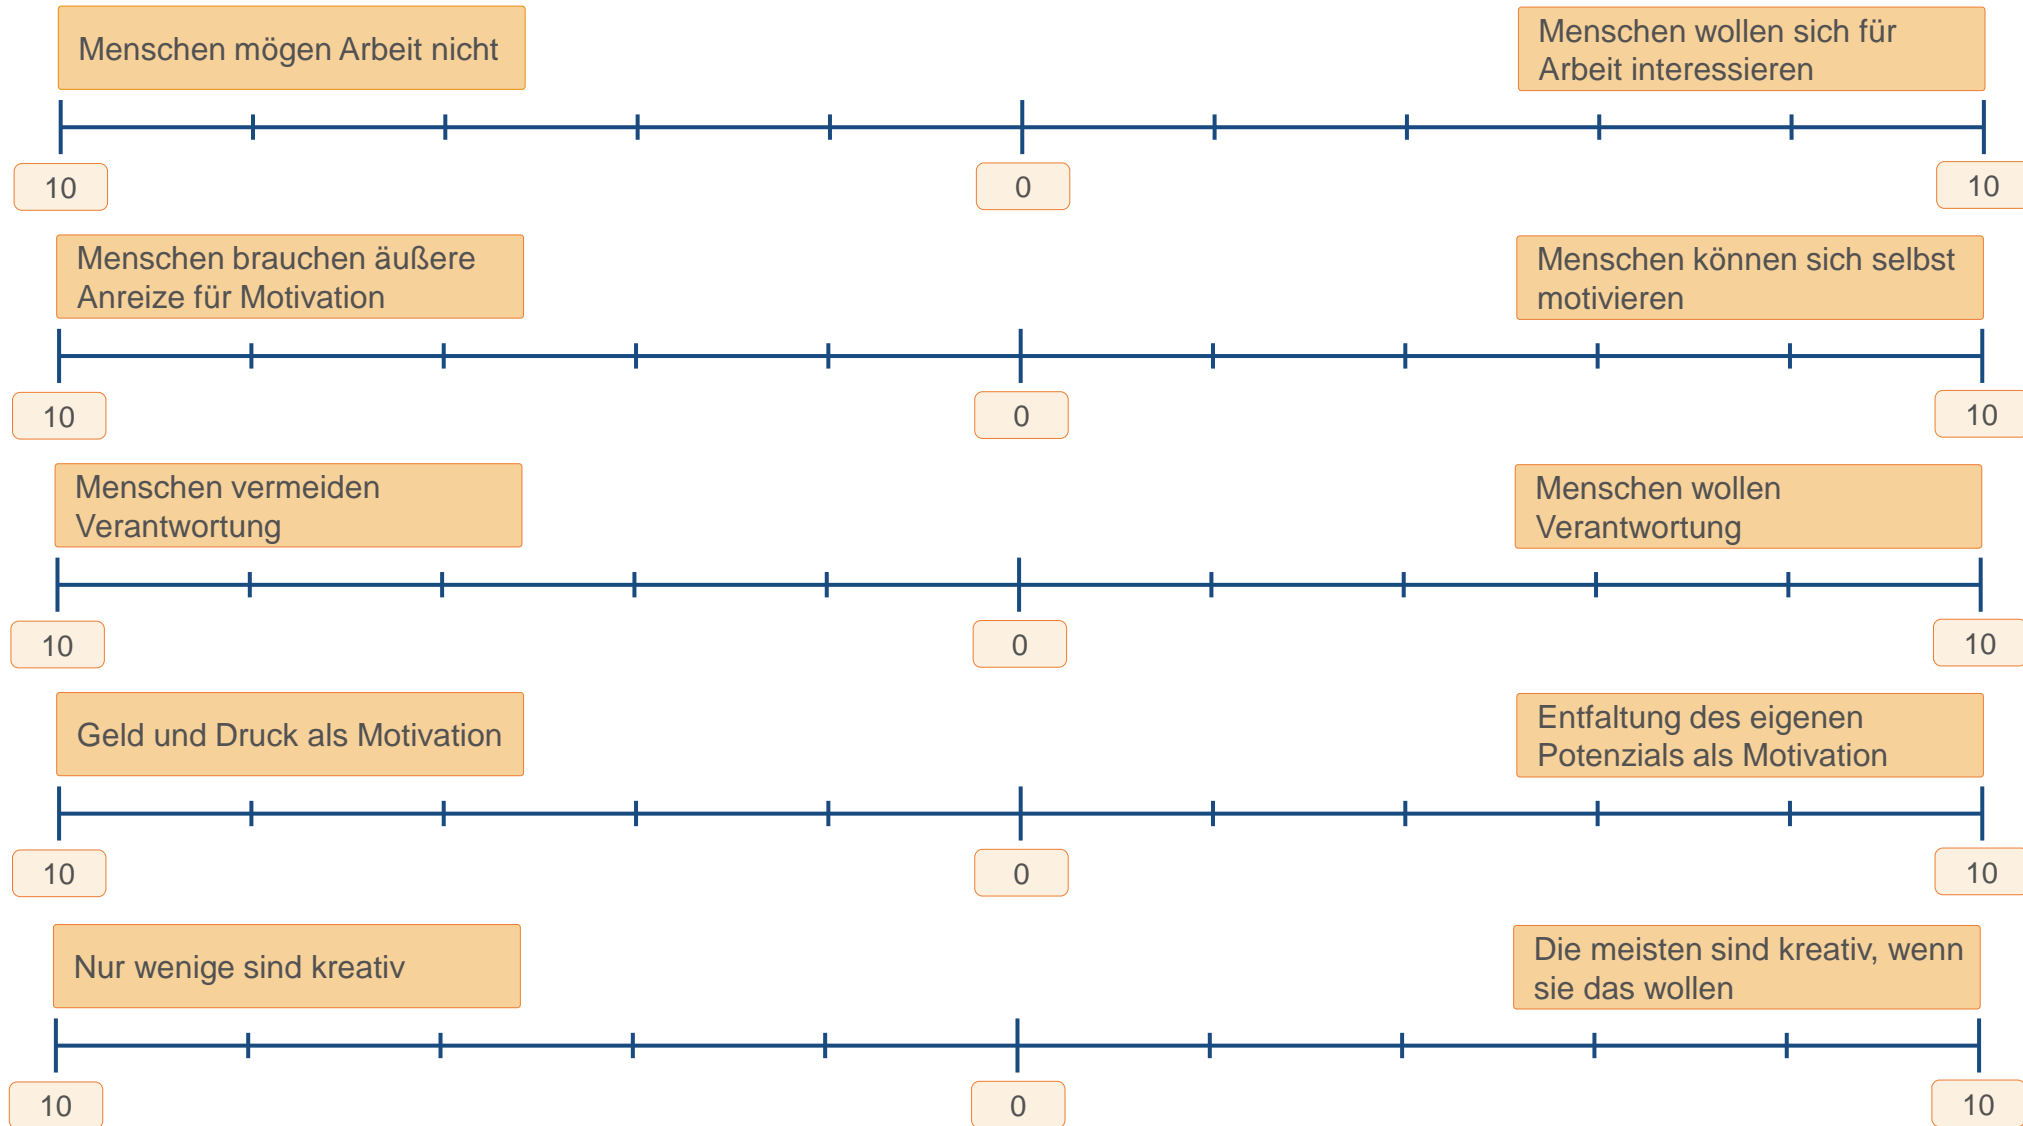 Menschen mögen Arbeit nicht
Menschen wollen sich für
Arbeit interessieren
10
0
10
Menschen brauchen äußere
Anreize für Motivation
Menschen können sich selbst
motivieren
10
0
10
Menschen vermeiden
Verantwortung
Menschen wollen
Verantwortung
10
0
10
Geld und Druck als Motivation
Entfaltung des eigenen
Potenzials als Motivation
10
0
10
Nur wenige sind kreativ
Die meisten sind kreativ, wenn
sie das wollen
10
0
10